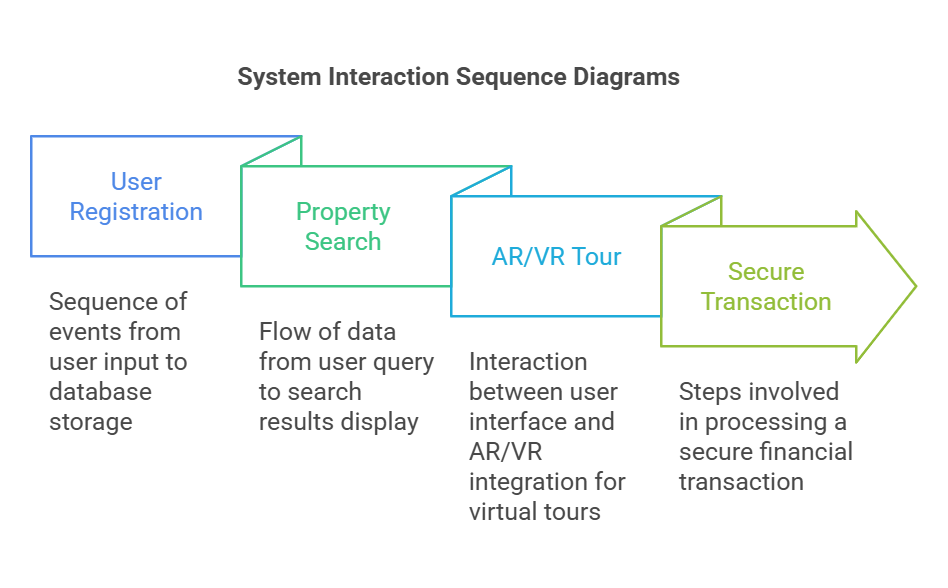 System Interaction Sequence Diagrams
User
Registration
Sequence of
events from
user input to
database
storage
Property
Search
Flow of data
from user query
to search
results display
AR/VR Tour
Interaction
between user
interface and
AR/VR
integration for
virtual tours
Secure
Transaction
Steps involved
in processing a
secure financial
transaction